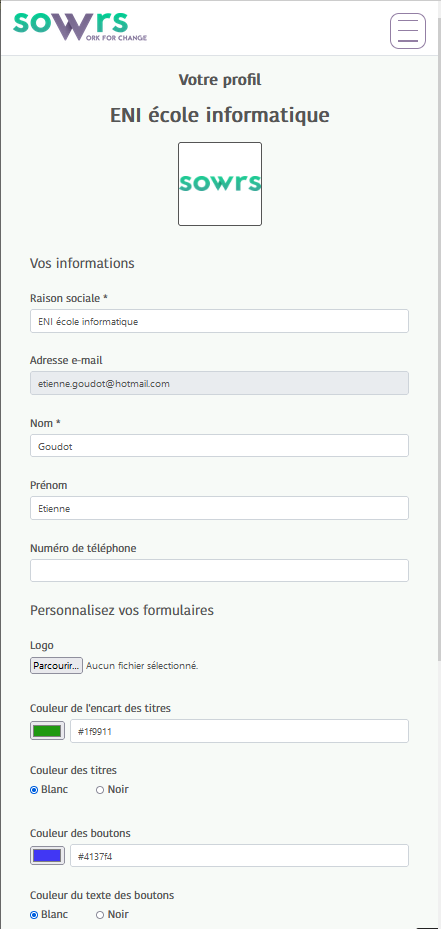 sowrs
ORK FOR CHANGE
Votre profil
ENI école informatique
sowrs
Vos informations
Raison sociale *
ENI école informatique
Adresse e-mail
etienne.goudot@hotmail.com
Nom *
Goudot
Prénom
Etienne
Numéro de téléphone
Personnalisez vos formulaires
Logo
Parcourir... Aucun fichier sélectionné.
Couleur de l'encart des titres
#1f9911
Couleur des titres
Blanc Noir
Couleur des boutons
#4137f4
Couleur du texte des boutons
Blanc Noir